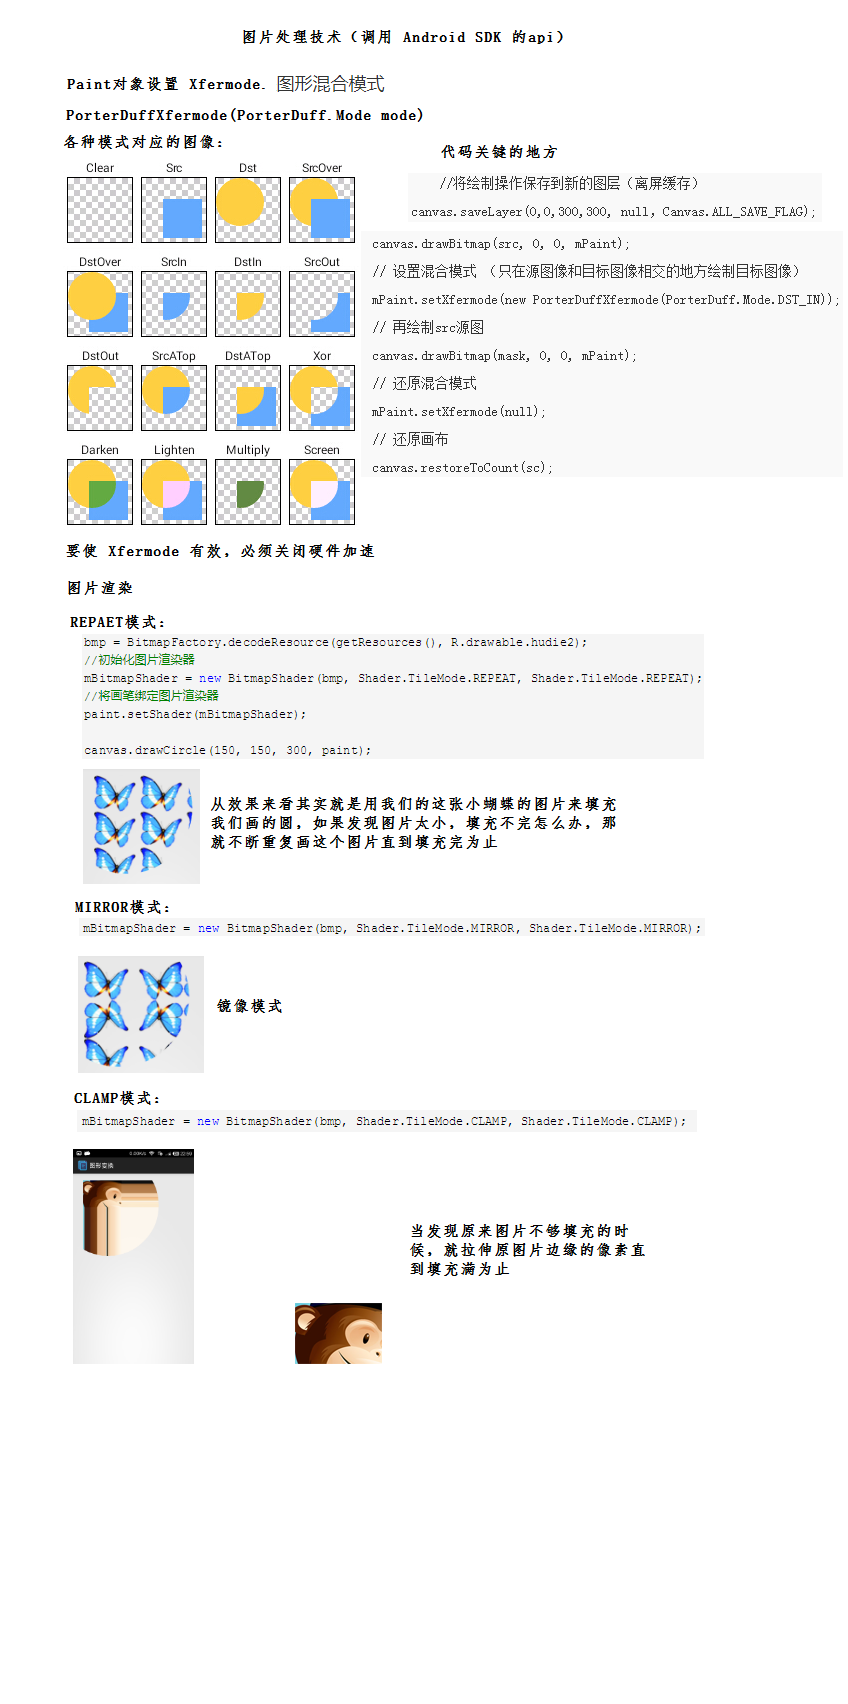 图片处理技术（调用 Android SDK 的api）
Paint对象设置 Xfermode. 图形混合模式
PorterDuffXfermode(PorterDuff.Mode mode)
各种模式对应的图像:
Clear Src Dst SrcOver
DstOver SrcIn DstIn SrcOut
DstOut SrcATop DstATop Xor
Darken Lighten Multiply Screen
代码关键的地方
//将绘制操作保存到新的图层（离屏缓存）
canvas.saveLayer(0,0,300,300, null, Canvas.ALL_SAVE_FLAG);
canvas.drawBitmap(src, 0, 0, mPaint);
// 设置混合模式 （只在源图像和目标图像相交的地方绘制目标图像）
mPaint.setXfermode(new PorterDuffXfermode(PorterDuff.Mode.DST_IN));
// 再绘制src源图
canvas.drawBitmap(mask, 0, 0, mPaint);
// 还原混合模式
mPaint.setXfermode(null);
// 还原画布
canvas.restoreToCount(sc);
要使 Xfermode 有效，必须关闭硬件加速
图片渲染
REPAET模式:
bmp = BitmapFactory.decodeResource(getResources(), R.drawable.hudie2);
//初始化图片渲染器
mBitmapShader = new BitmapShader(bmp, Shader.TileMode.REPEAT, Shader.TileMode.REPEAT);
//将画笔绑定图片渲染器
paint.setShader(mBitmapShader);
canvas.drawCircle(150, 150, 300, paint);
从效果来看其实就是用我们的这张小蝴蝶的图片来填充
我们画的圆，如果发现图片太小，填充不完怎么办，那
就不断重复画这个图片直到填充完为止
MIRROR模式:
mBitmapShader = new BitmapShader(bmp, Shader.TileMode.MIRROR, Shader.TileMode.MIRROR);
镜像模式
CLAMP模式:
mBitmapShader = new BitmapShader(bmp, Shader.TileMode.CLAMP, Shader.TileMode.CLAMP);
图形变换
当发现原来图片不够填充的时
候，就拉伸原图片边缘的像素直
到填充满为止